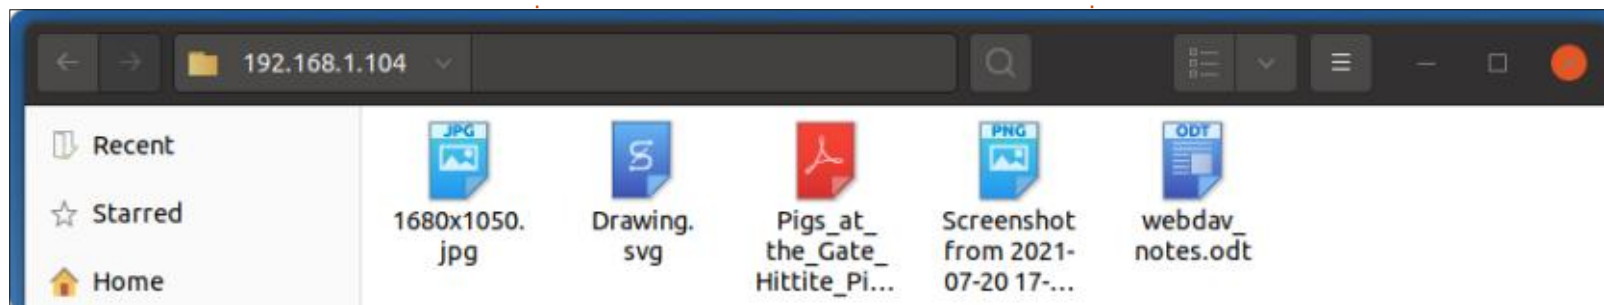 192.168.1.104
Recent
Starred
Home
JPG
1680x1050.
jpg
Drawing.
svg
Pigs_at_
the_Gate_
Hittite_Pi...
PNG
Screenshot
from 2021-
07-20 17-...
ODT
webdav_
notes.odt